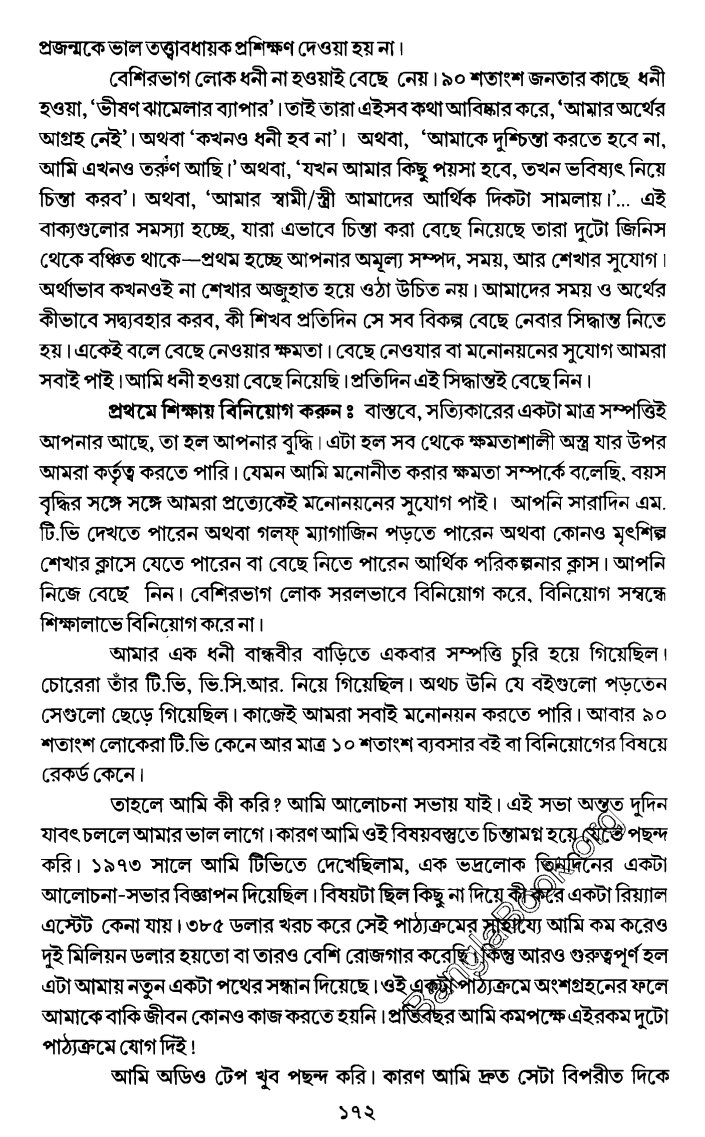 প্রজন্মকে ভাল তত্ত্বাবধায়ক প্রশিক্ষণ দেওয়া হয় না।
বেশিরভাগ লোক ধনী না হওয়াই বেছে নেয়। ৯০ শতাংশ জনতার কাছে ধনী
হওয়া, ‘ভীষণ ঝামেলার ব্যাপার’। তাই তারা এইসব কথা আবিষ্কার করে, ‘আমার অর্থের
আগ্রহ নেই’। অথবা ‘কখনও ধনী হব না’। অথবা, ‘আমাকে দুশ্চিন্তা করতে হবে না,
আমি এখনও তরুণ আছি।’ অথবা, ‘যখন আমার কিছু পয়সা হবে, তখন ভবিষ্যৎ নিয়ে
চিন্তা করব’। অথবা, ‘আমার স্বামী/স্ত্রী আমাদের আর্থিক দিকটা সামলায়।’... এই
বাক্যগুলোর সমস্যা হচ্ছে, যারা এভাবে চিন্তা করা বেছে নিয়েছে তারা দুটো জিনিস
থেকে বঞ্চিত থাকে—প্রথম হচ্ছে আপনার অমূল্য সম্পদ, সময়, আর শেখার সুযোগ।
অর্থাভাব কখনওই না শেখার অজুহাত হয়ে ওঠা উচিত নয়। আমাদের সময় ও অর্থের
কীভাবে সদ্ব্যবহার করব, কী শিখব প্রতিদিন সে সব বিকল্প বেছে নেবার সিদ্ধান্ত নিতে
হয়। একেই বলে বেছে নেওয়ার ক্ষমতা। বেছে নেওযার বা মনোনয়নের সুযোগ আমরা
সবাই পাই। আমি ধনী হওয়া বেছে নিয়েছি। প্রতিদিন এই সিদ্ধান্তই বেছে নিন।
প্রথমে শিক্ষায় বিনিয়োগ করুন ঃ বাস্তবে, সত্যিকারের একটা মাত্র সম্পত্তিই
আপনার আছে, তা হল আপনার বুদ্ধি। এটা হল সব থেকে ক্ষমতাশালী অস্ত্র যার উপর
আমরা কর্তৃত্ব করতে পারি। যেমন আমি মনোনীত করার ক্ষমতা সম্পর্কে বলেছি, বয়স
বৃদ্ধির সঙ্গে সঙ্গে আমরা প্রত্যেকেই মনোনয়নের সুযোগ পাই। আপনি সারাদিন এম.
টি.ভি দেখতে পারেন অথবা গলফ্ ম্যাগাজিন পড়তে পারেন অথবা কোনও মৃৎশিল্প
শেখার ক্লাসে যেতে পারেন বা বেছে নিতে পারেন আর্থিক পরিকল্পনার ক্লাস। আপনি
নিজে বেছে নিন। বেশিরভাগ লোক সরলভাবে বিনিয়োগ করে, বিনিয়োগ সম্বন্ধে
শিক্ষালাভে বিনিয়োগ করে না।
আমার এক ধনী বান্ধবীর বাড়িতে একবার সম্পত্তি চুরি হয়ে গিয়েছিল।
চোরেরা তাঁর টি.ভি, ভি.সি.আর. নিয়ে গিয়েছিল। অথচ উনি যে বইগুলো পড়তেন
সেগুলো ছেড়ে গিয়েছিল। কাজেই আমরা সবাই মনোনয়ন করতে পারি। আবার ৯০
শতাংশ লোকেরা টি.ভি কেনে আর মাত্র ১০ শতাংশ ব্যবসার বই বা বিনিয়োগের বিষয়ে
রেকর্ড কেনে।
তাহলে আমি কী করি? আমি আলোচনা সভায় যাই। এই সভা অন্তত দুদিন
যাবৎ চললে আমার ভাল লাগে। কারণ আমি ওই বিষয়বস্তুতে চিন্তামগ্ন হয়ে যেতে পছন্দ
করি। ১৯৭৩ সালে আমি টিভিতে দেখেছিলাম, এক ভদ্রলোক তিনদিনের একটা
আলোচনা-সভার বিজ্ঞাপন দিয়েছিল। বিষয়টা ছিল কিছু না দিয়ে কী করে একটা রিয়্যাল
এস্টেট কেনা যায়। ৩৮৫ ডলার খরচ করে সেই পাঠ্যক্রমের সাহায্যে আমি কম করেও
দুই মিলিয়ন ডলার হয়তো বা তারও বেশি রোজগার করেছি। কিন্তু আরও গুরুত্বপূর্ণ হল
এটা আমায় নতুন একটা পথের সন্ধান দিয়েছে। ওই একটা পাঠ্যক্রমে অংশগ্রহনের ফলে
আমাকে বাকি জীবন কোনও কাজ করতে হয়নি। প্রতিবছর আমি কমপক্ষে এইরকম দুটো
পাঠ্যক্রমে যোগ দিই!
আমি অডিও টেপ খুব পছন্দ করি। কারণ আমি দ্রুত সেটা বিপরীত দিকে
১৭২
BanglaBook.org